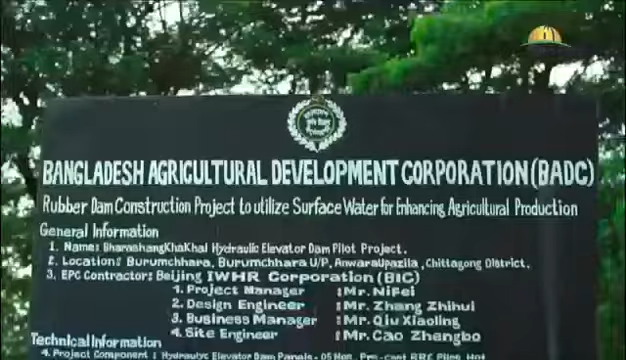 BANGLADESH AGRICULTURAL DEVELOPMENT CORPORATION (BADC)
Rubber Dam Construction Project to utilize Surface Water for Enhancing Agricultural Production
General Information
1. Name: BharashangKhaKhal Hydraulic Elevator Dam Pilot Project.
2. Location: Burumchhara, Burumchhara U/P, AnwaraUpazila, Chittagong District.
3. EPC Contractor: Beijing IWHR Corporation (BIC)
1. Project Manager : Mr. NiFei
2. Design Engineer : Mr. Zhang Zhihui
3. Business Manager : Mr. Qiu Xiaoling
4. Site Engineer : Mr. Cao Zhengbo
Technical Information
Project Component : Hydraulic Elevator Dam Panels - 05 Nos.